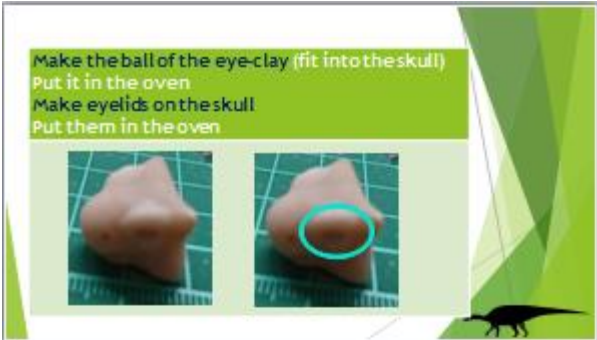 Make the ball of the eye-clay (fit into the skull)
Put it in the oven
Make eyelids on the skull
Put them in the oven